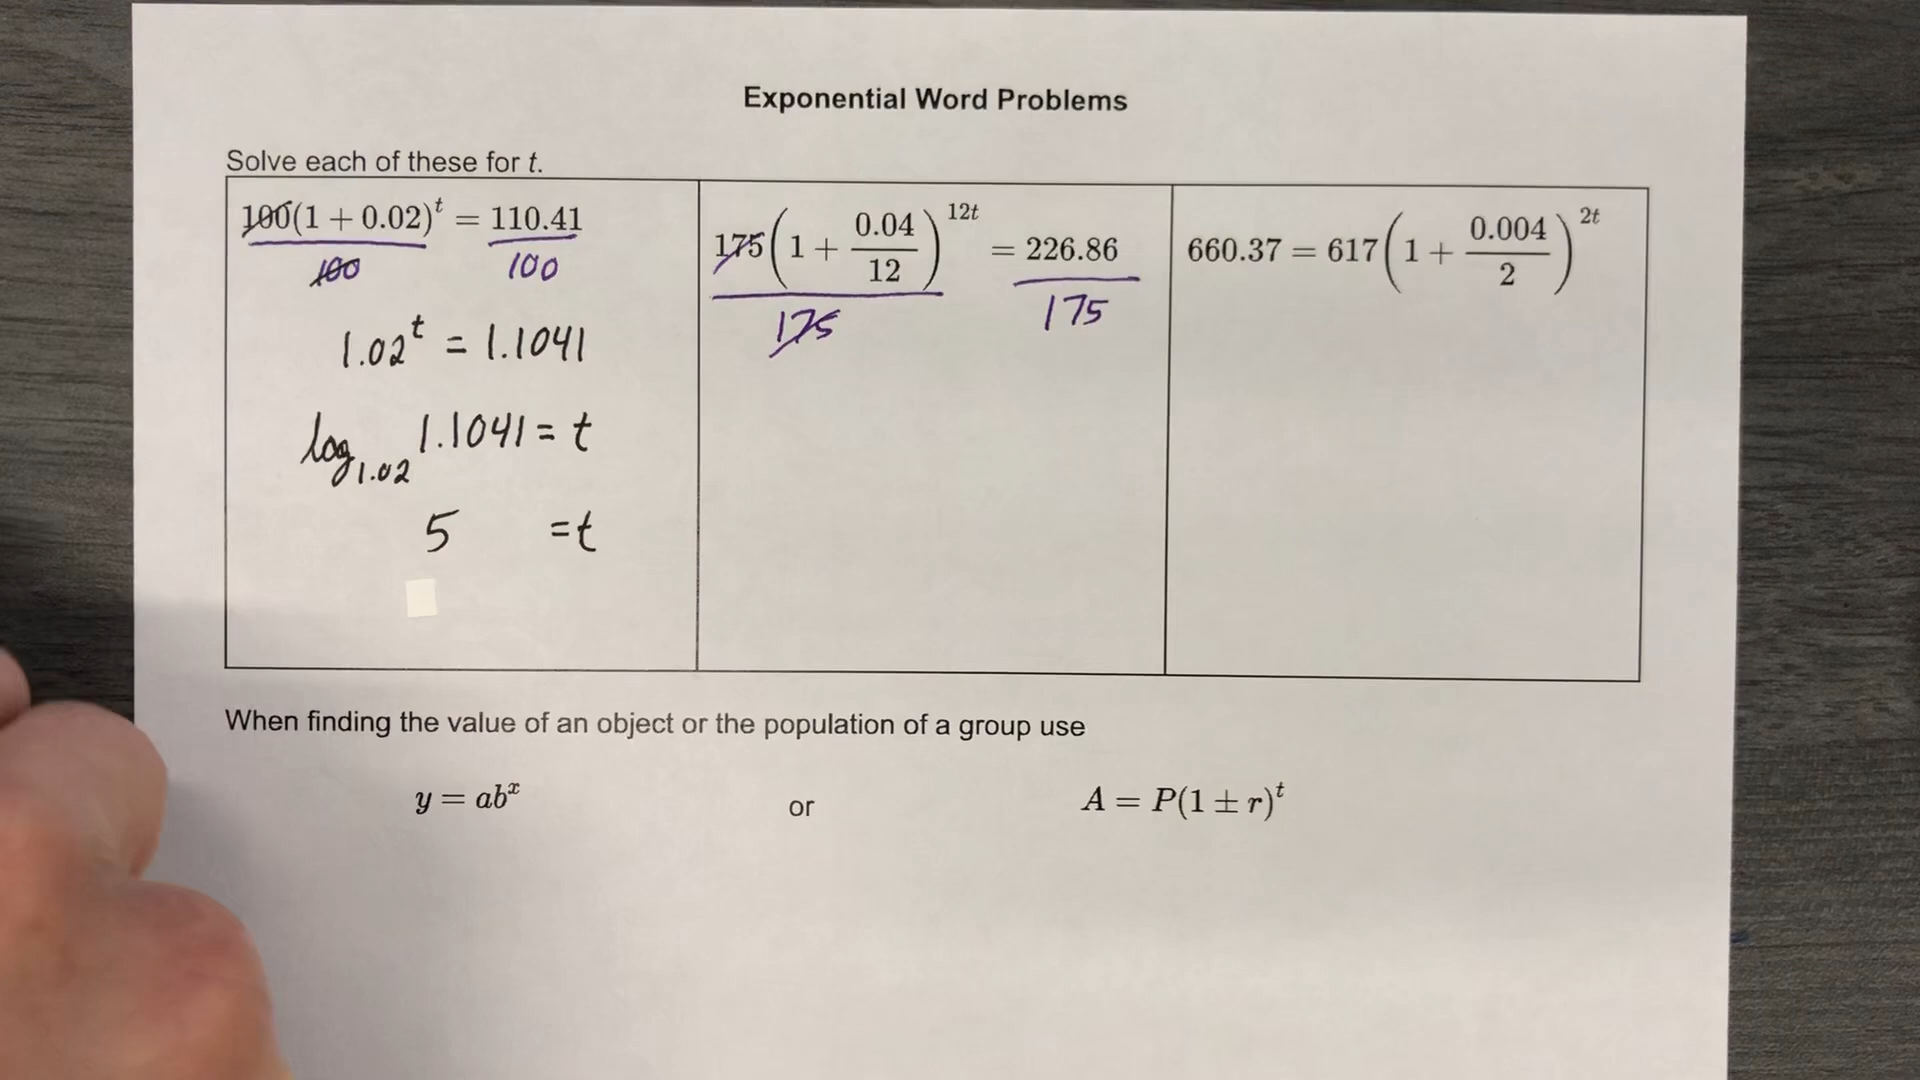 Exponential Word Problems
Solve each of these for t.
100(1 + 0.02)^t = 110.41
100 100
1.02^t = 1.1041
log_1.02 1.1041 = t
5 = t
175(1 + 0.04/12)^12t = 226.86
175 175
660.37 = 617(1 + 0.004/2)^2t
When finding the value of an object or the population of a group use
y = ab^x or A = P(1 ± r)^t